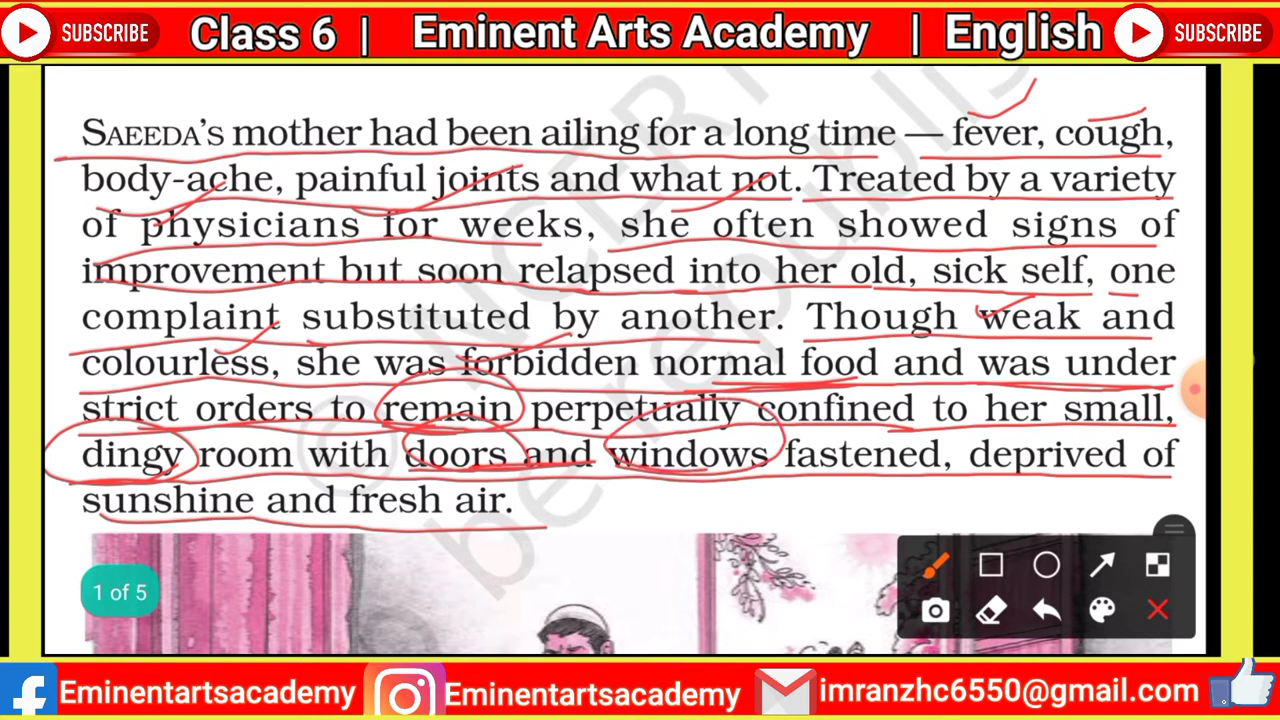 SUBSCRIBE Class 6 | Eminent Arts Academy | English SUBSCRIBE
SAEEDA'S mother had been ailing for a long time — fever, cough,
body-ache, painful joints and what not. Treated by a variety
of physicians for weeks, she often showed signs of
improvement but soon relapsed into her old, sick self, one
complaint substituted by another. Though weak and
colourless, she was forbidden normal food and was under
strict orders to remain perpetually confined to her small,
dingy room with doors and windows fastened, deprived of
sunshine and fresh air.
© NCERT
be republis
1 of 5
Eminentartsacademy Eminentartsacademy imranzhc6550@gmail.com